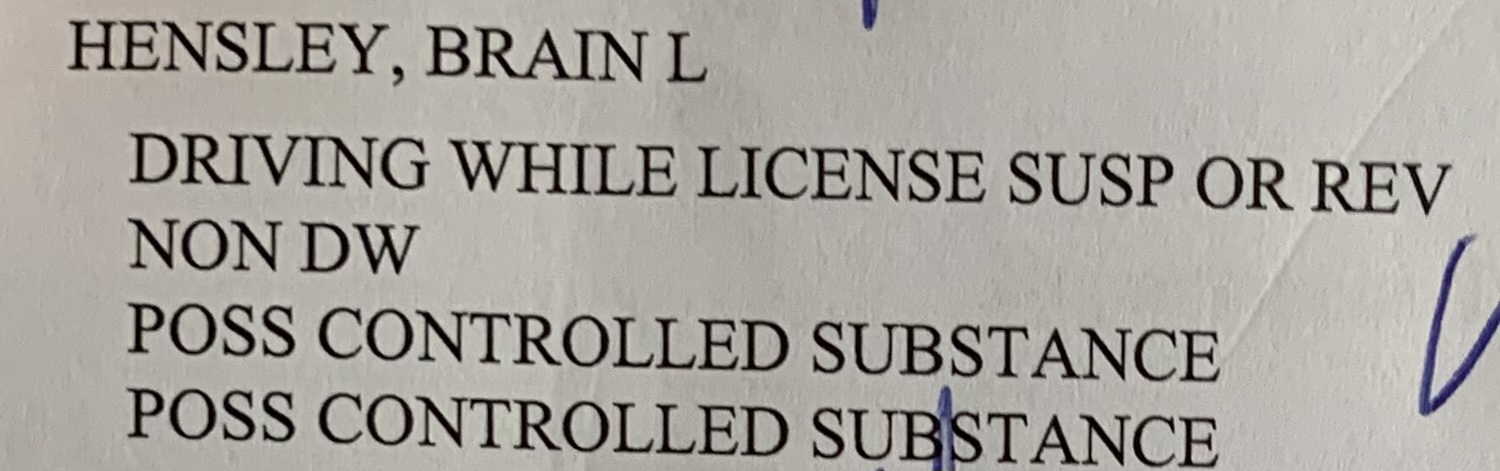 HENSLEY, BRAIN L
DRIVING WHILE LICENSE SUSP OR REV
NON DW
POSS CONTROLLED SUBSTANCE
POSS CONTROLLED SUBSTANCE